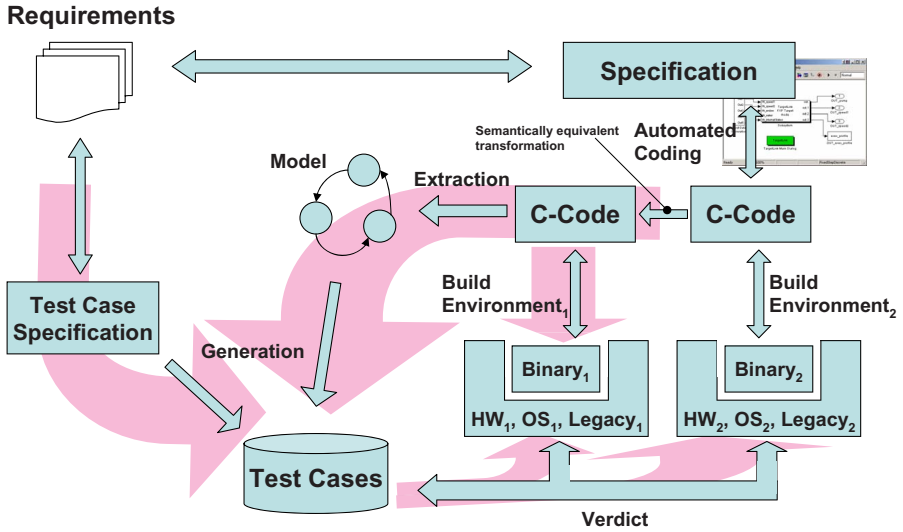 Requirements
Specification
Normal
Semantically equivalent
transformation
Automated
Coding
Model
Extraction
C-Code
C-Code
Build
Environment1
Build
Environment2
Test Case
Specification
Generation
Binary1
Binary2
HW1, OS1, Legacy1
HW2, OS2, Legacy2
Test Cases
Verdict